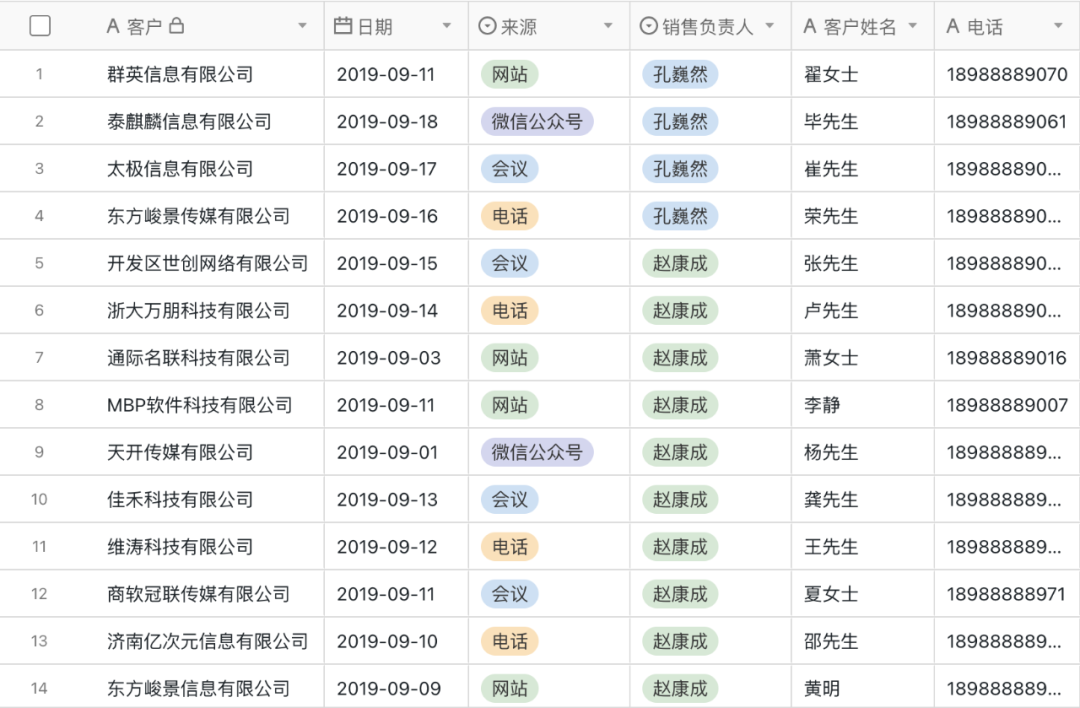 A 客户 日期 来源 销售负责人 A 客户姓名 A 电话
1 群英信息有限公司 2019-09-11 网站 孔巍然 翟女士 18988889070
2 泰麒麟信息有限公司 2019-09-18 微信公众号 孔巍然 毕先生 18988889061
3 太极信息有限公司 2019-09-17 会议 孔巍然 崔先生 189888890...
4 东方峻景传媒有限公司 2019-09-16 电话 孔巍然 荣先生 189888890...
5 开发区世创网络有限公司 2019-09-15 会议 赵康成 张先生 189888890...
6 浙大万朋科技有限公司 2019-09-14 电话 赵康成 卢先生 189888890...
7 通际名联科技有限公司 2019-09-03 网站 赵康成 萧女士 18988889016
8 MBP软件科技有限公司 2019-09-11 网站 赵康成 李静 18988889007
9 天开传媒有限公司 2019-09-01 微信公众号 赵康成 杨先生 189888889...
10 佳禾科技有限公司 2019-09-13 会议 赵康成 龚先生 189888889...
11 维涛科技有限公司 2019-09-12 电话 赵康成 王先生 189888889...
12 商软冠联传媒有限公司 2019-09-11 会议 赵康成 夏女士 18988888971
13 济南亿次元信息有限公司 2019-09-10 电话 赵康成 邵先生 189888889...
14 东方峻景信息有限公司 2019-09-09 网站 赵康成 黄明 189888889...